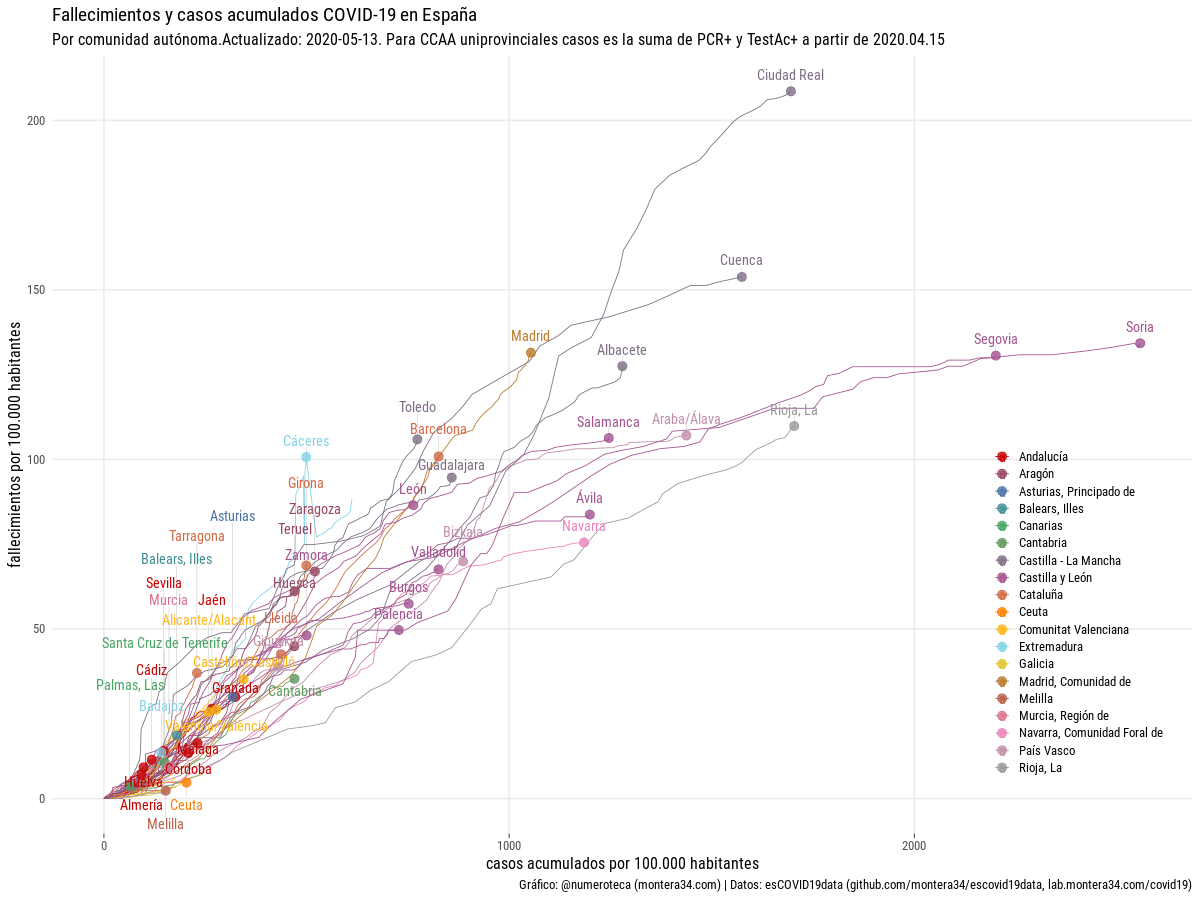 Fallecimientos y casos acumulados COVID-19 en España
Por comunidad autónoma.Actualizado: 2020-05-13. Para CCAA uniprovinciales casos es la suma de PCR+ y TestAc+ a partir de 2020.04.15
Ciudad Real
200
Cuenca
150
Soria
Madrid
Segovia
Albacete
Toledo
Rioja, La
Barcelona
Salamanca
Araba/Álava
Cáceres
100
Guadalajara
Andalucía
Aragón
Girona
León
Asturias, Principado de
Ávila
Zaragoza
Balears, Illes
Asturias
Canarias
Teruel
Navarra
Tarragona
Bizkaia
Cantabria
Balears, Illes
Zamora
Valladolid
Castilla - La Mancha
Sevilla
Huesca
Castilla y León
Burgos
Murcia
Jaén
Cataluña
Alicante/Alacant
Lleida
Palencia
Ceuta
50
Comunitat Valenciana
Santa Cruz de Tenerife
Gipuzkoa
Extremadura
Castellón/Castelló
Galicia
Cádiz
Palmas, Las
Granada
Cantabria
Madrid, Comunidad de
Melilla
Badajoz
Murcia, Región de
Valencia/València
Navarra, Comunidad Foral de
Málaga
País Vasco
Córdoba
Rioja, La
Huelva
0
Almería
Ceuta
Melilla
0
1000
2000
fallecimientos por 100.000 habitantes
casos acumulados por 100.000 habitantes
Gráfico: @numeroteca (montera34.com) | Datos: esCOVID19data (github.com/montera34/escovid19data, lab.montera34.com/covid19)